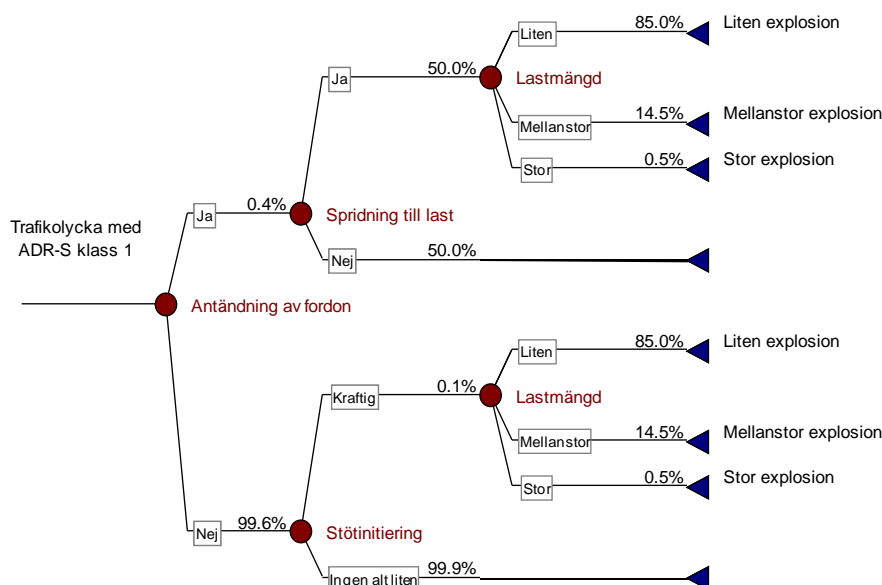 Liten
85.0%
Liten explosion
Ja
50.0%
Lastmängd
Mellanstor
14.5%
Mellanstor explosion
Stor
0.5%
Stor explosion
Trafikolycka med
ADR-S klass 1
Ja
0.4%
Spridning till last
Nej
50.0%
Antändning av fordon
Liten
85.0%
Liten explosion
Kraftig
0.1%
Lastmängd
Mellanstor
14.5%
Mellanstor explosion
Stor
0.5%
Stor explosion
Nej
99.6%
Stötinitiering
Ingen alt liten
99.9%